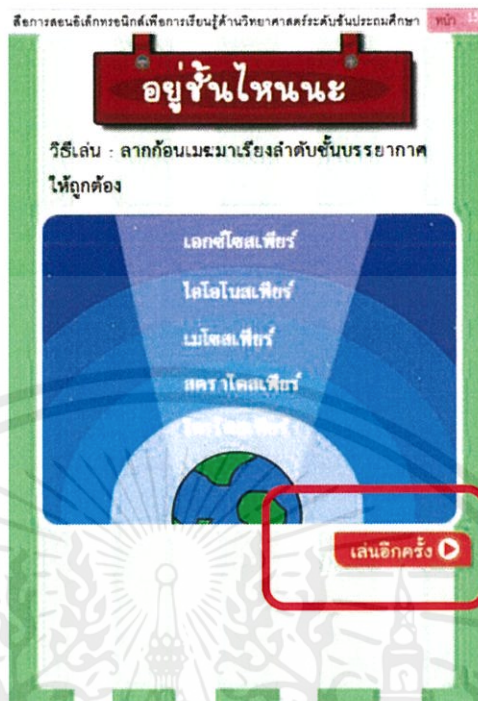 สื่อการสอนอิเล็กทรอนิกส์เพื่อการเรียนรู้ด้านวิทยาศาสตร์ระดับชั้นประถมศึกษา หน้า 15
อยู่ชั้นไหนนะ
วิธีเล่น : ลากก้อนเมฆมาเรียงลำดับชั้นบรรยากาศ
ให้ถูกต้อง
เอกซ์โซสเฟียร์
ไอโอโนสเฟียร์
เมโซสเฟียร์
สตราโตสเฟียร์
เล่นอีกครั้ง